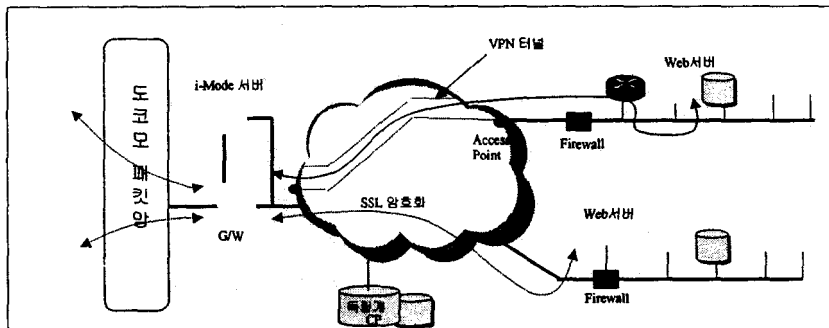 VPN 터널
i-Mode 서버
Web서버
도코모 패킷망
Access
Point
Firewall
SSL 암호화
Web서버
G/W
Firewall
CP